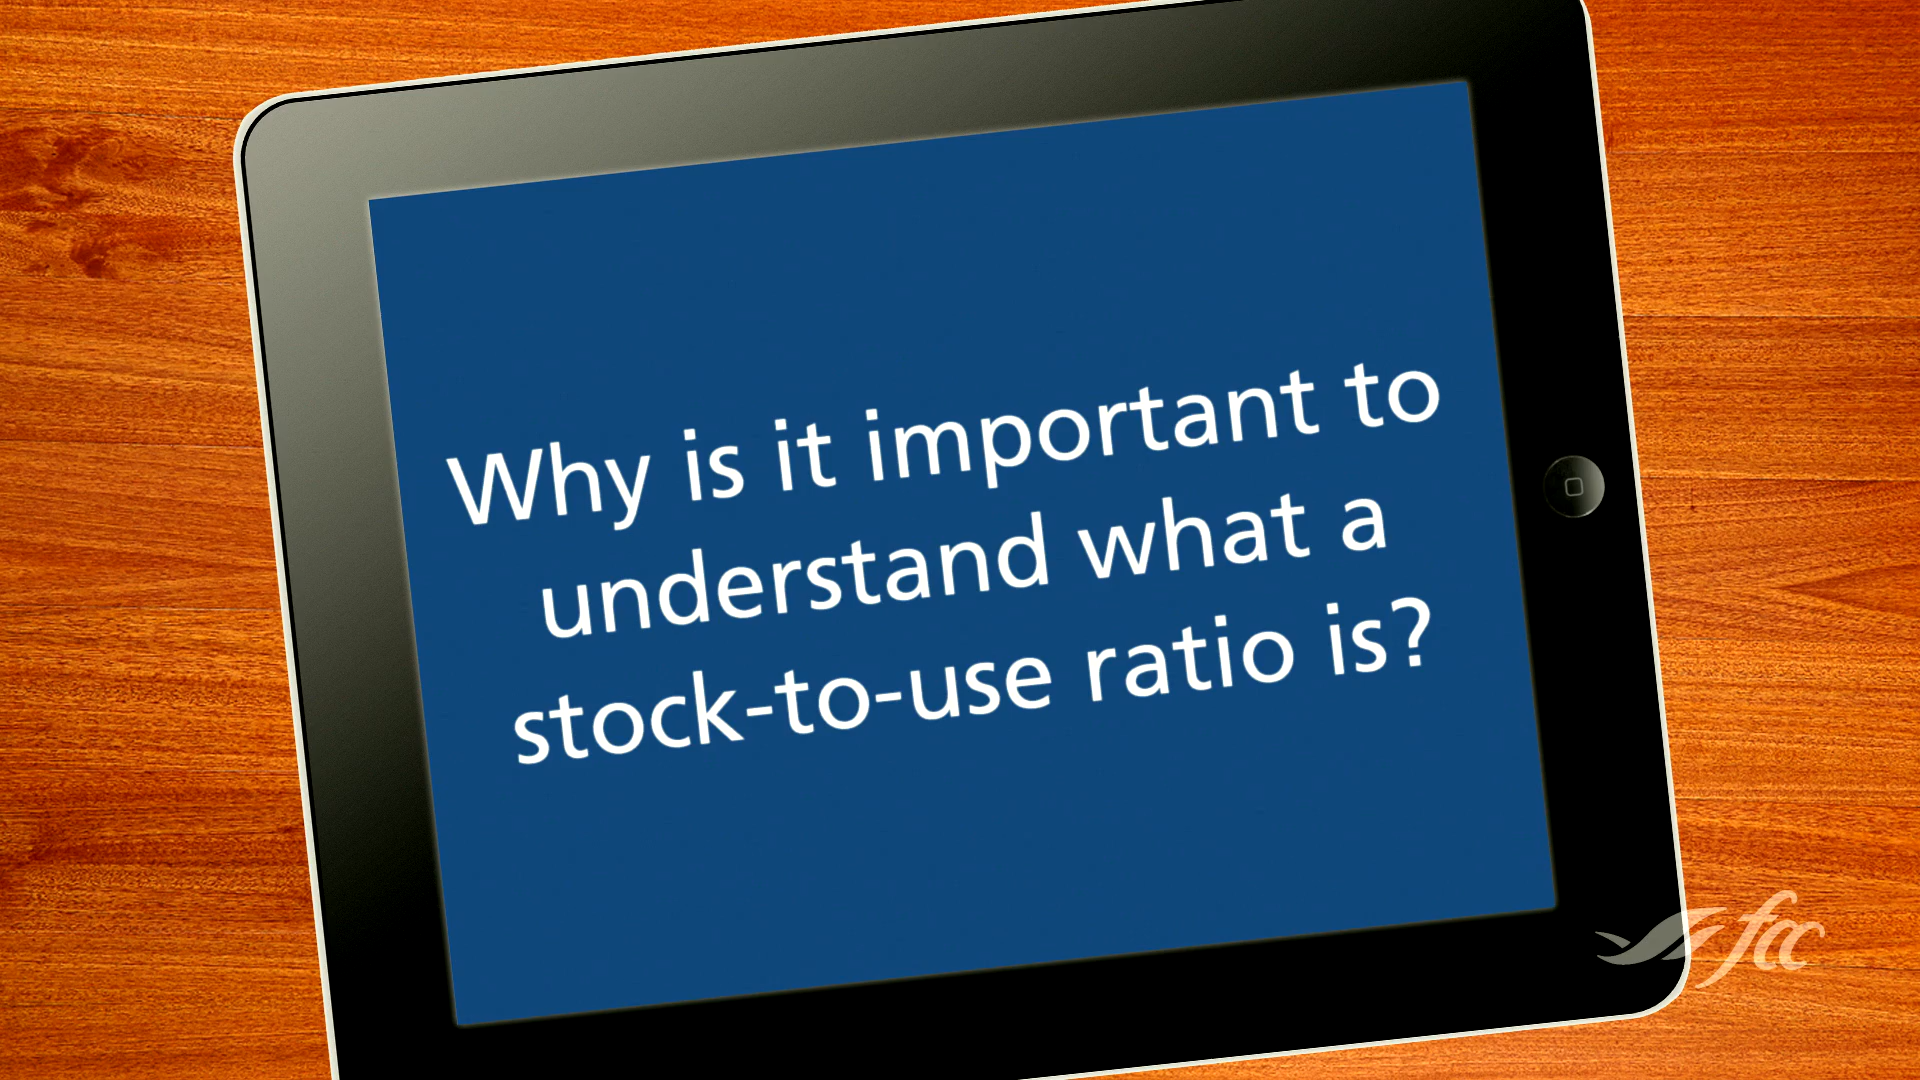 Why is it important to
understand what a
stock-to-use ratio is?
fcc